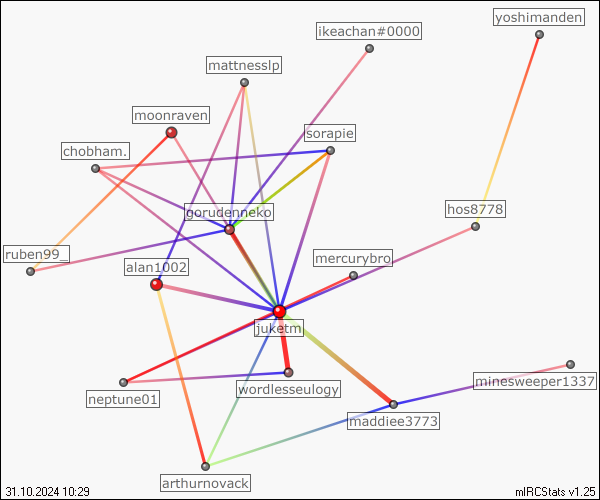 yoshimanden
ikeachan#0000
mattnesslp
moonraven
sorapie
chobham.
gorudenneko
hos8778
ruben99_
mercurybro
alan1002
juketm
minesweeper1337
wordlesseulogy
neptune01
maddiee3773
arthurnovack
31.10.2024 10:29
mIRCStats v1.25